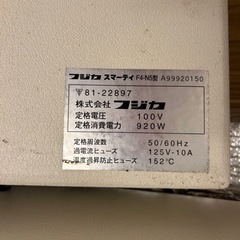 フジカ スマーティ F4-N5型 A99920150
〒81-22897
株式会社 フジカ
定格電圧 100V
定格消費電力 920W
定格周波数 50/60Hz
過電流ヒューズ 125V-10A
温度過昇防止ヒューズ 152℃